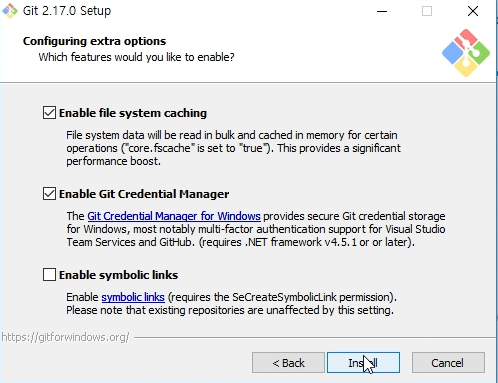 Git 2.17.0 Setup
Configuring extra options
Which features would you like to enable?
Enable file system caching
File system data will be read in bulk and cached in memory for certain
operations ("core.fscache" is set to "true"). This provides a significant
performance boost.
Enable Git Credential Manager
The Git Credential Manager for Windows provides secure Git credential storage
for Windows, most notably multi-factor authentication support for Visual Studio
Team Services and GitHub. (requires .NET framework v4.5.1 or or later).
Enable symbolic links
Enable symbolic links (requires the SeCreateSymbolicLink permission).
Please note that existing repositories are unaffected by this setting.
https://gitforwindows.org/
< Back
Install
Cancel